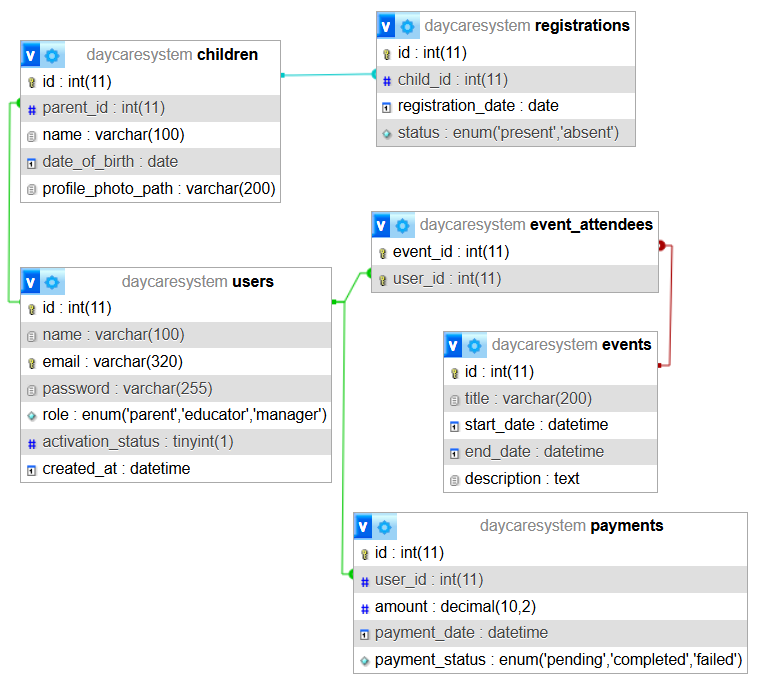 v daycaresystem children
id : int(11)
parent_id : int(11)
name : varchar(100)
date_of_birth : date
profile_photo_path : varchar(200)
v daycaresystem registrations
id : int(11)
child_id : int(11)
registration_date : date
status : enum('present','absent')
v daycaresystem event_attendees
event_id : int(11)
user_id : int(11)
v daycaresystem users
id : int(11)
name : varchar(100)
email : varchar(320)
password : varchar(255)
role : enum('parent','educator','manager')
activation_status : tinyint(1)
created_at : datetime
v daycaresystem events
id : int(11)
title : varchar(200)
start_date : datetime
end_date : datetime
description : text
v daycaresystem payments
id : int(11)
user_id : int(11)
amount : decimal(10,2)
payment_date : datetime
payment_status : enum('pending','completed','failed')